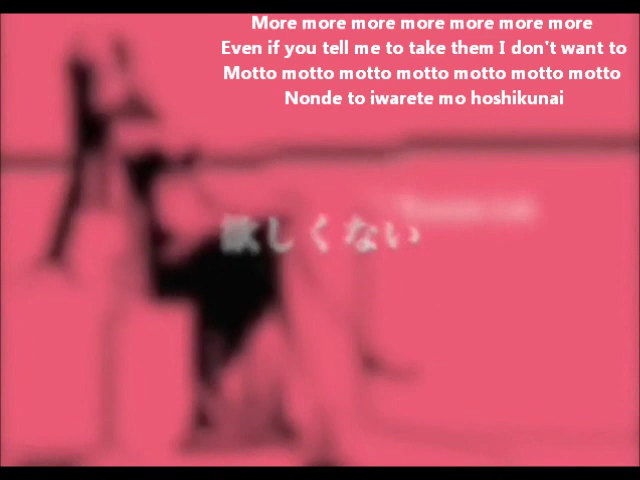 More more more more more more more
Even if you tell me to take them I don't want to
Motto motto motto motto motto motto motto
Nonde to iwarete mo hoshikunai
欲しくない